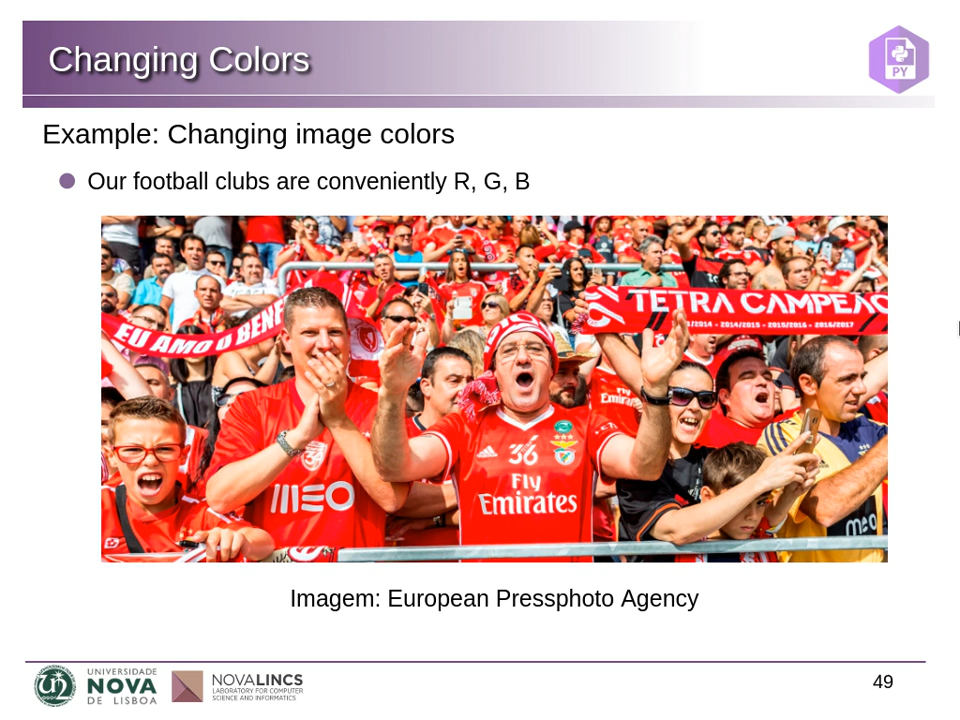 Changing Colors
PY
Example: Changing image colors
Our football clubs are conveniently R, G, B
TETRA CAMPEÃO
1/2014 - 2014/2015 - 2015/2016 - 2016/2017
EU AMO O BENF
Fly
Emirates
36
Fly
Emirates
MEO
meo
Imagem: European Pressphoto Agency
UNIVERSIDADE
NOVA
DE LISBOA
NOVALINCS
LABORATORY FOR COMPUTER
SCIENCE AND INFORMATICS
49